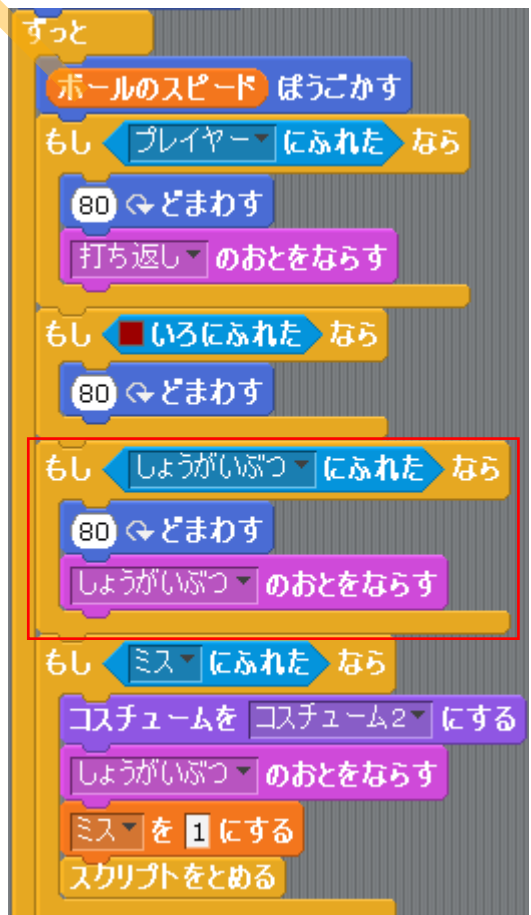 ずっと
ボールのスピード ほうごかす
もし プレイヤー にふれた なら
80 どまわす
打ち返し のおとをならす
もし いろにふれた なら
80 どまわす
もし しょうがいぶつ にふれた なら
80 どまわす
しょうがいぶつ のおとをならす
もし ミス にふれた なら
コスチュームを コスチューム2 にする
しょうがいぶつ のおとをならす
ミス を 1 にする
スクリプトをとめる